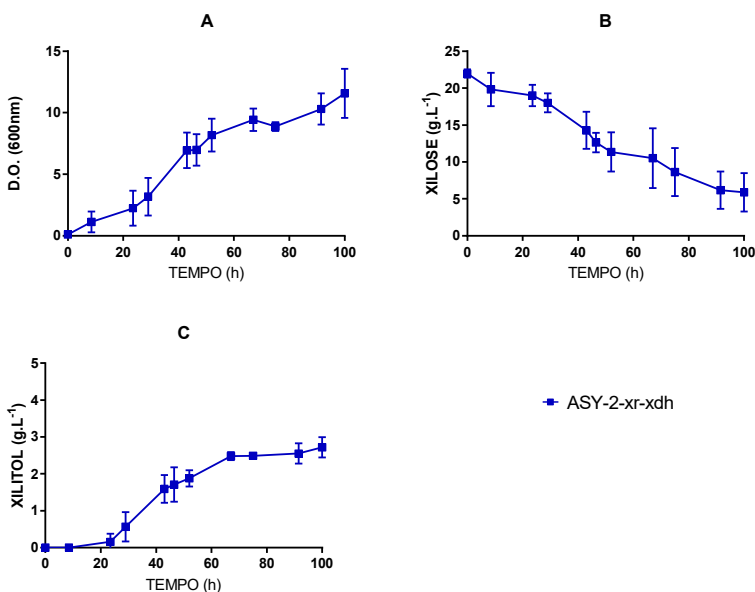 A
15
10
5
0
D.O. (600nm)
0 20 40 60 80 100
TEMPO (h)
B
25
20
15
10
5
0
XILOSE (g.L⁻¹)
0 20 40 60 80 100
TEMPO (h)
C
5
4
3
2
1
0
XILITOL (g.L⁻¹)
0 20 40 60 80 100
TEMPO (h)
ASY-2-xr-xdh